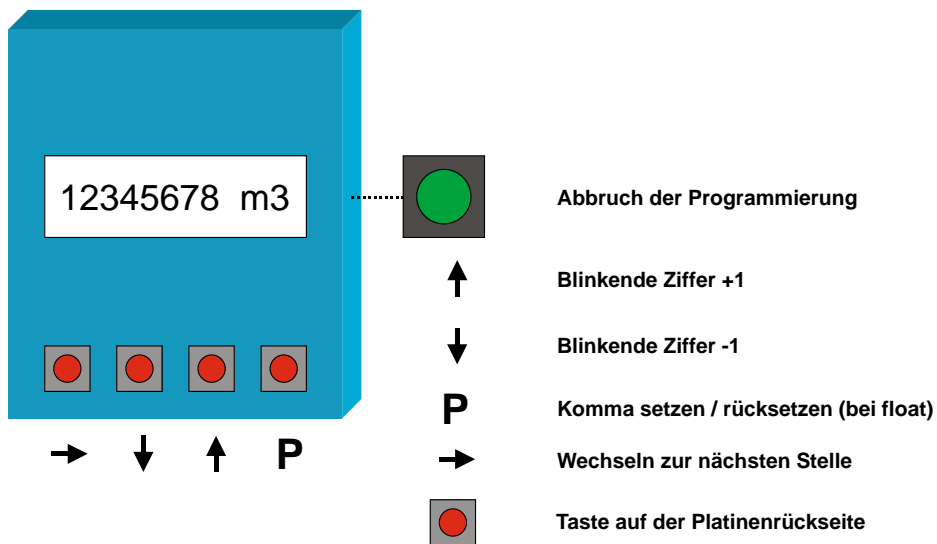 12345678 m3
Abbruch der Programmierung
Blinkende Ziffer +1
Blinkende Ziffer -1
P
Komma setzen / rücksetzen (bei float)
P
Wechseln zur nächsten Stelle
Taste auf der Platinenrückseite